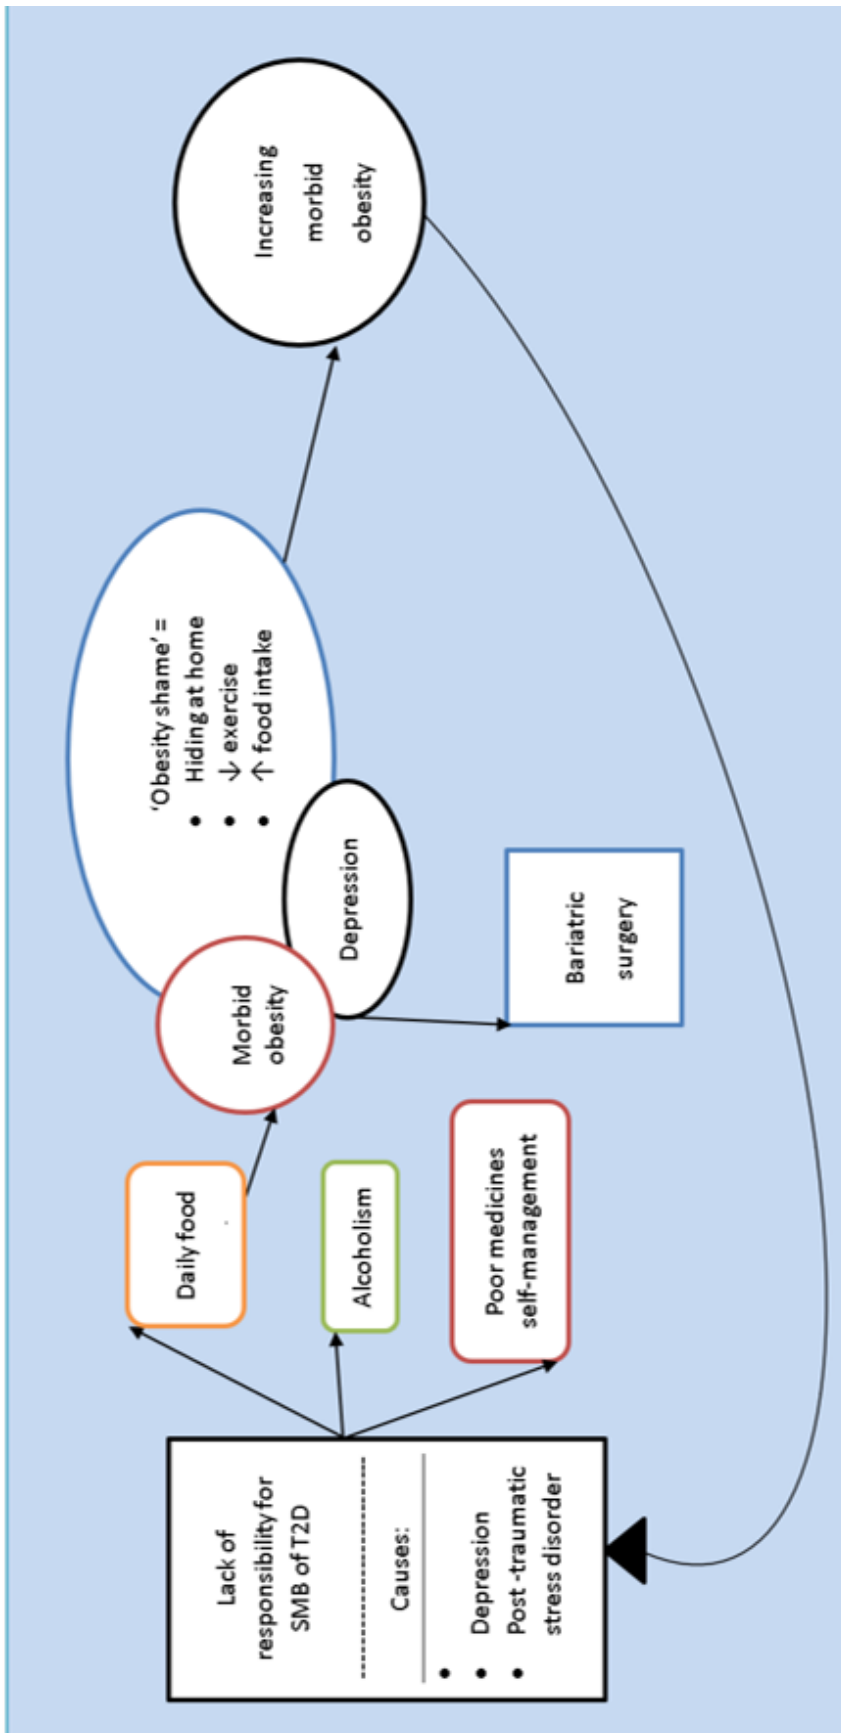 Lack of
responsibility for
SMB of T2D
Causes:
•
• Depression
• Post -traumatic
stress disorder
Daily food
.
Alcoholism
Poor medicines
self-management
Morbid
obesity
Depression
'Obesity shame' =
• Hiding at home
• ↓ exercise
• ↑ food intake
Bariatric
surgery
Increasing
morbid
obesity